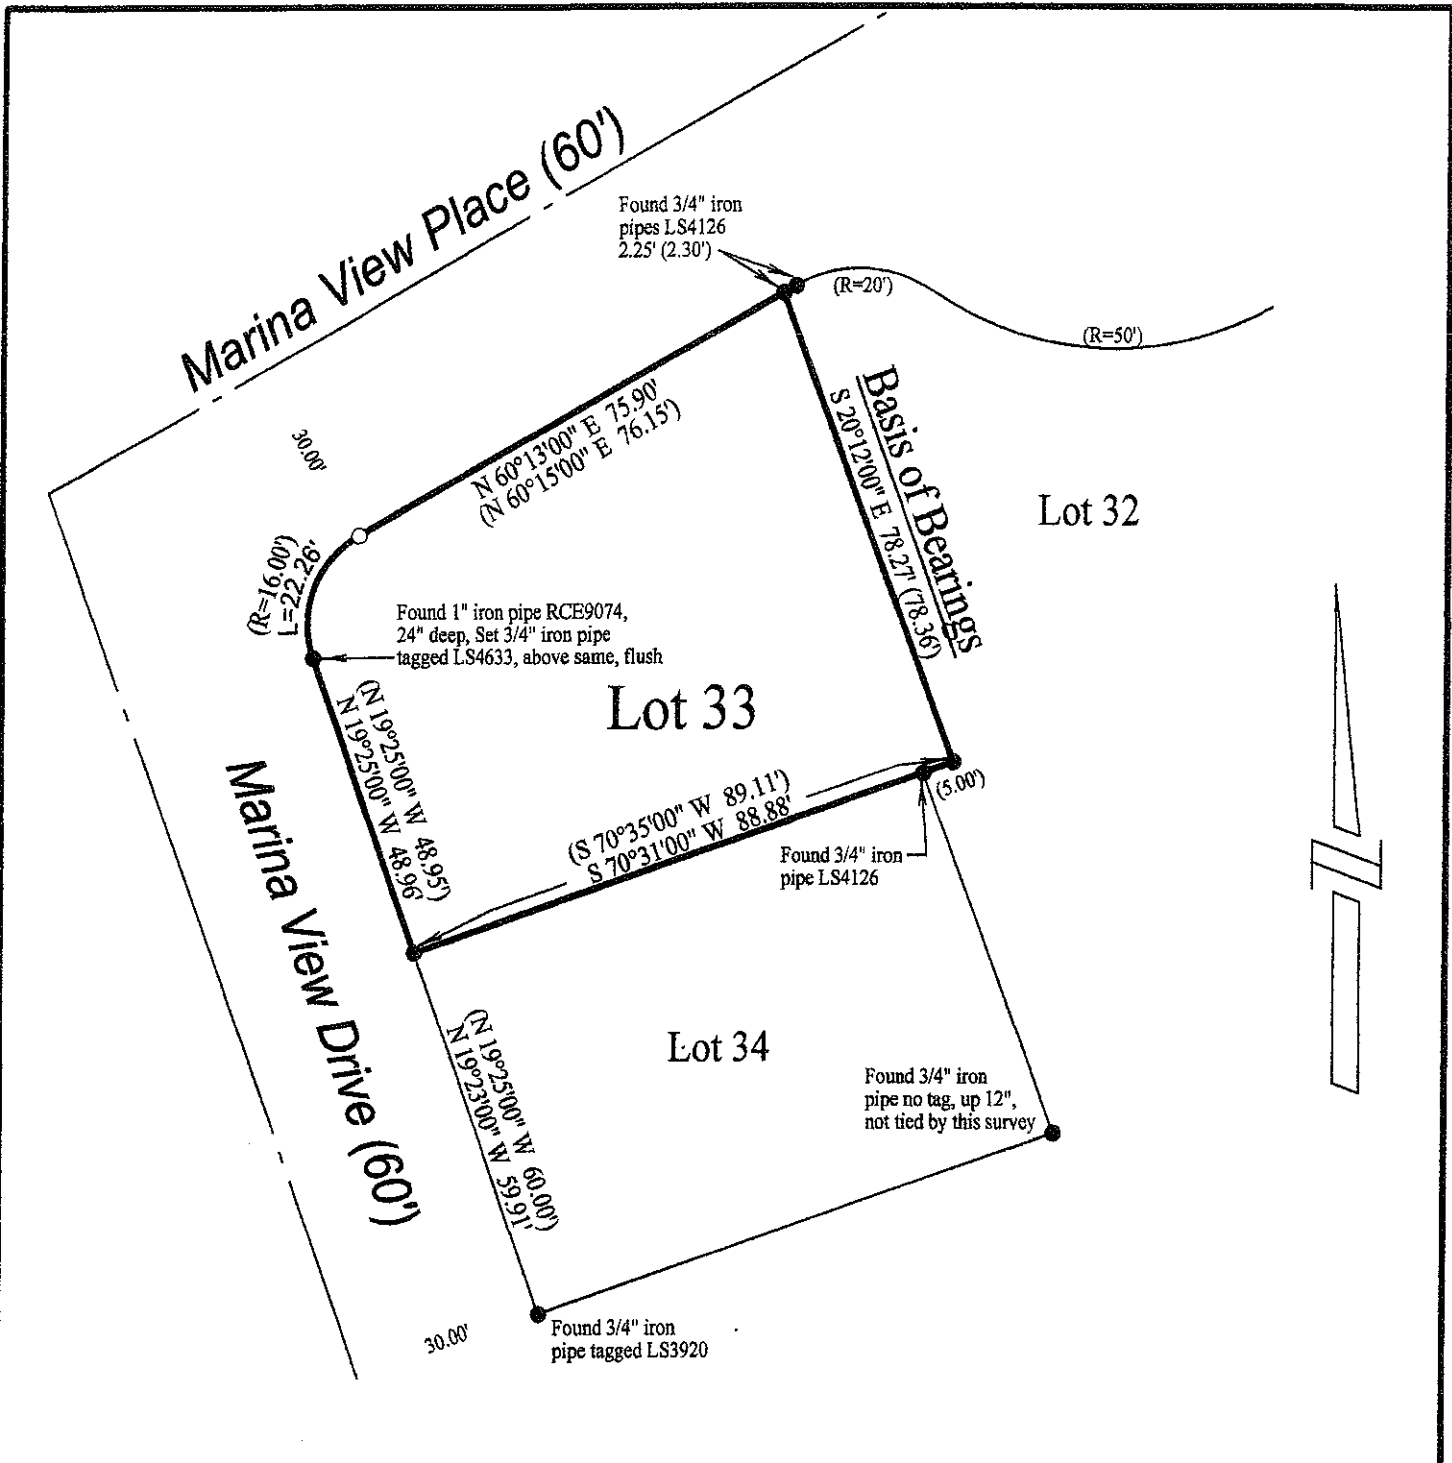 Marina View Place (60')
Found 3/4" iron
pipes LS4126
2.25' (2.30')
(R=20')
(R=50')
30.00'
N 60°13'00" E 75.90'
(N 60°15'00" E 76.15')
Basis of Bearings
S 20°12'00" E 78.27' (78.36')
Lot 32
(R=16.00')
L=22.26'
Found 1" iron pipe RCE9074,
24" deep, Set 3/4" iron pipe
tagged LS4633, above same, flush
Lot 33
(N 19°25'00" W 48.95')
N 19°25'00" W 48.96'
(S 70°35'00" W 89.11')
S 70°31'00" W 88.88'
(5.00')
Found 3/4" iron
pipe LS4126
Marina View Drive (60')
Lot 34
(N 19°25'00" W 60.00')
N 19°23'00" W 59.91'
Found 3/4" iron
pipe no tag, up 12",
not tied by this survey
30.00'
Found 3/4" iron
pipe tagged LS3920